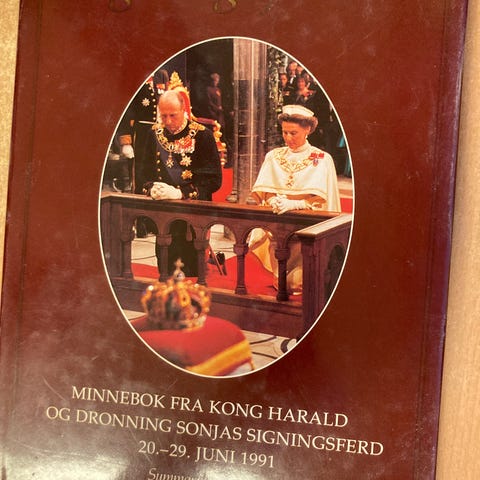 MINNEBOK FRA KONG HARALD
OG DRONNING SONJAS SIGNINGSFERD
20.–29. JUNI 1991